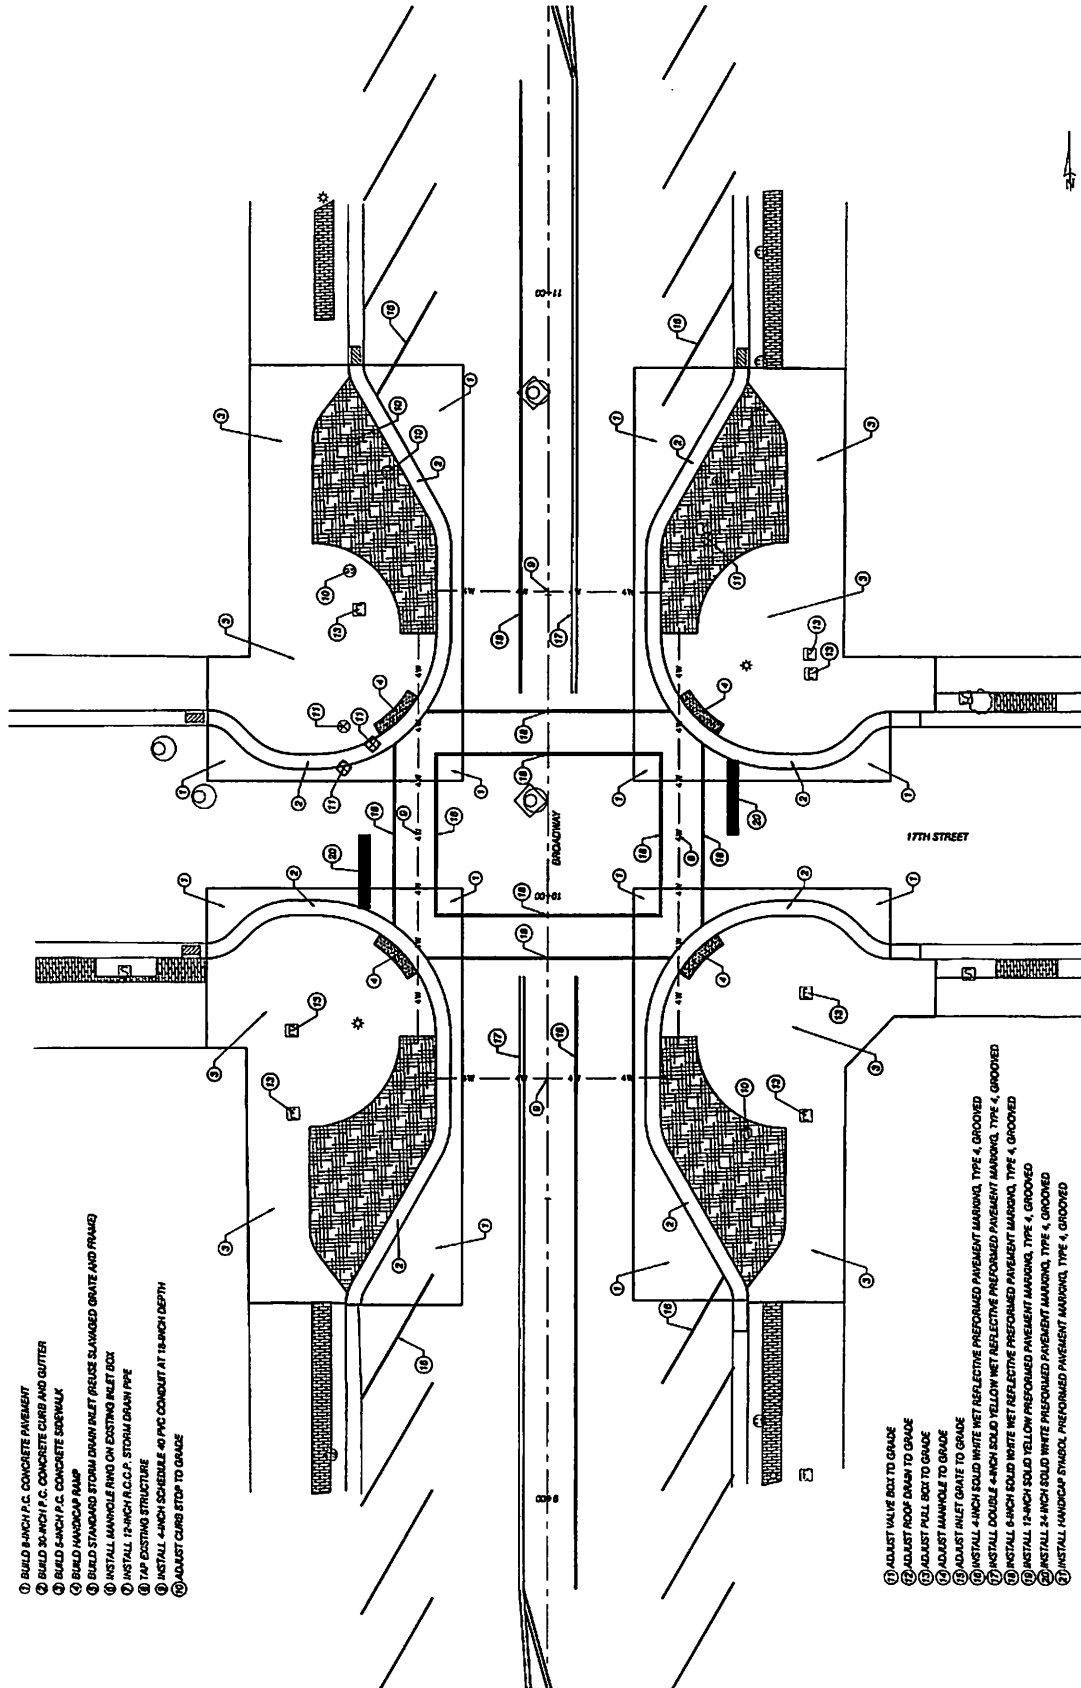 ① BUILD 8-INCH P.C. CONCRETE PAVEMENT
② BUILD 30-INCH P.C. CONCRETE CURB AND GUTTER
③ BUILD 5-INCH P.C. CONCRETE SIDEWALK
④ BUILD HANDICAP RAMP
⑤ BUILD STANDARD STORM DRAIN INLET (REUSE SLAVAGED GRATE AND FRAME)
⑥ INSTALL MANHOLE RING ON EXISTING INLET BOX
⑦ INSTALL 12-INCH R.C.C.P. STORM DRAIN PIPE
⑧ TAP EXISTING STRUCTURE
⑨ INSTALL 4-INCH SCHEDULE 40 PVC CONDUIT AT 18-INCH DEPTH
⑩ ADJUST CURB STOP TO GRADE
⑪ ADJUST VALVE BOX TO GRADE
⑫ ADJUST ROOF DRAIN TO GRADE
⑬ ADJUST PULL BOX TO GRADE
⑭ ADJUST MANHOLE TO GRADE
⑮ ADJUST INLET GRATE TO GRADE
⑯ INSTALL 4-INCH SOLID WHITE WET REFLECTIVE PREFORMED PAVEMENT MARKING, TYPE 4, GROOVED
⑰ INSTALL DOUBLE 4-INCH SOLID YELLOW WET REFLECTIVE PREFORMED PAVEMENT MARKING, TYPE 4, GROOVED
⑱ INSTALL 6-INCH SOLID WHITE WET REFLECTIVE PREFORMED PAVEMENT MARKING, TYPE 4, GROOVED
⑲ INSTALL 12-INCH SOLID YELLOW PREFORMED PAVEMENT MARKING, TYPE 4, GROOVED
⑳ INSTALL 24-INCH SOLID WHITE PREFORMED PAVEMENT MARKING, TYPE 4, GROOVED
㉑ INSTALL HANDICAP SYMBOL PREFORMED PAVEMENT MARKING, TYPE 4, GROOVED
BROADWAY
17TH STREET
9+00
10+00
11+00
N